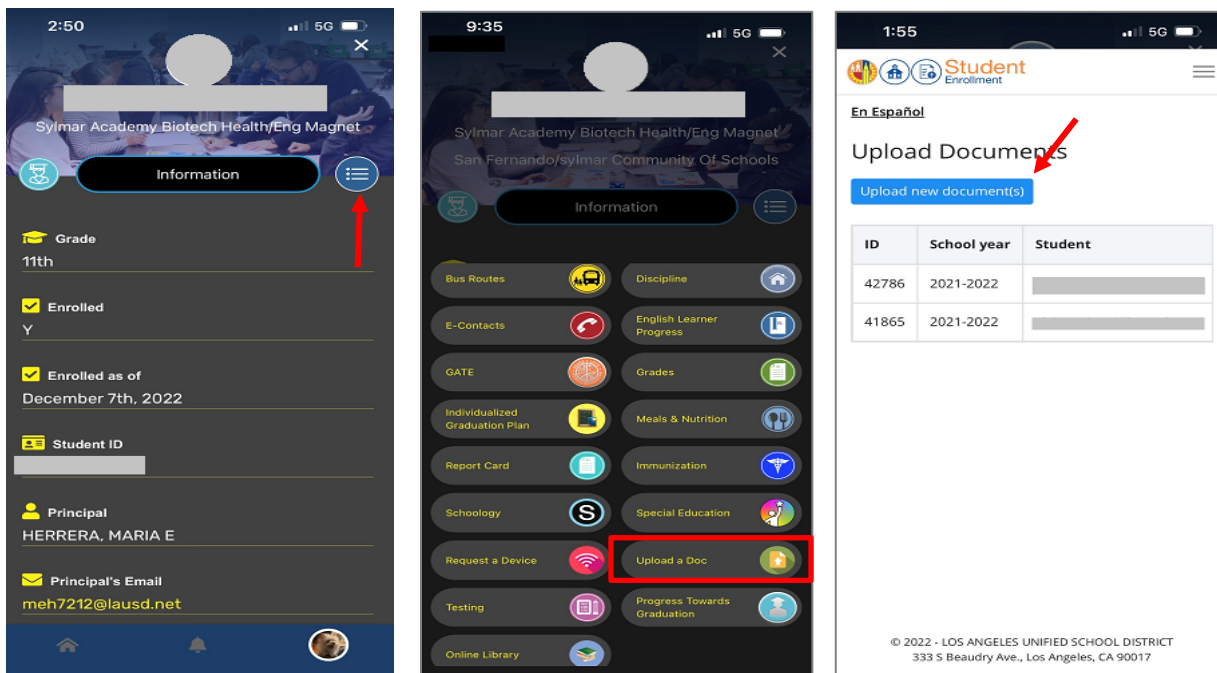 2:50
5G
Sylmar Academy Biotech Health/Eng Magnet
Information
Grade
11th
Enrolled
Y
Enrolled as of
December 7th, 2022
Student ID
Principal
HERRERA, MARIA E
Principal's Email
meh7212@lausd.net
9:35
5G
Sylmar Academy Biotech Health/Eng Magnet
San Fernando/sylmar Community Of Schools
Information
Bus Routes
Discipline
E-Contacts
English Learner
Progress
GATE
Grades
Individualized
Graduation Plan
Meals & Nutrition
Report Card
Immunization
Schoology
S
Special Education
Request a Device
Upload a Doc
Testing
Progress Towards
Graduation
Online Library
1:55
5G
Student
Enrollment
En Español
Upload Documents
Upload new document(s)
ID School year Student
42786 2021-2022
41865 2021-2022
© 2022 - LOS ANGELES UNIFIED SCHOOL DISTRICT
333 S Beaudry Ave., Los Angeles, CA 90017